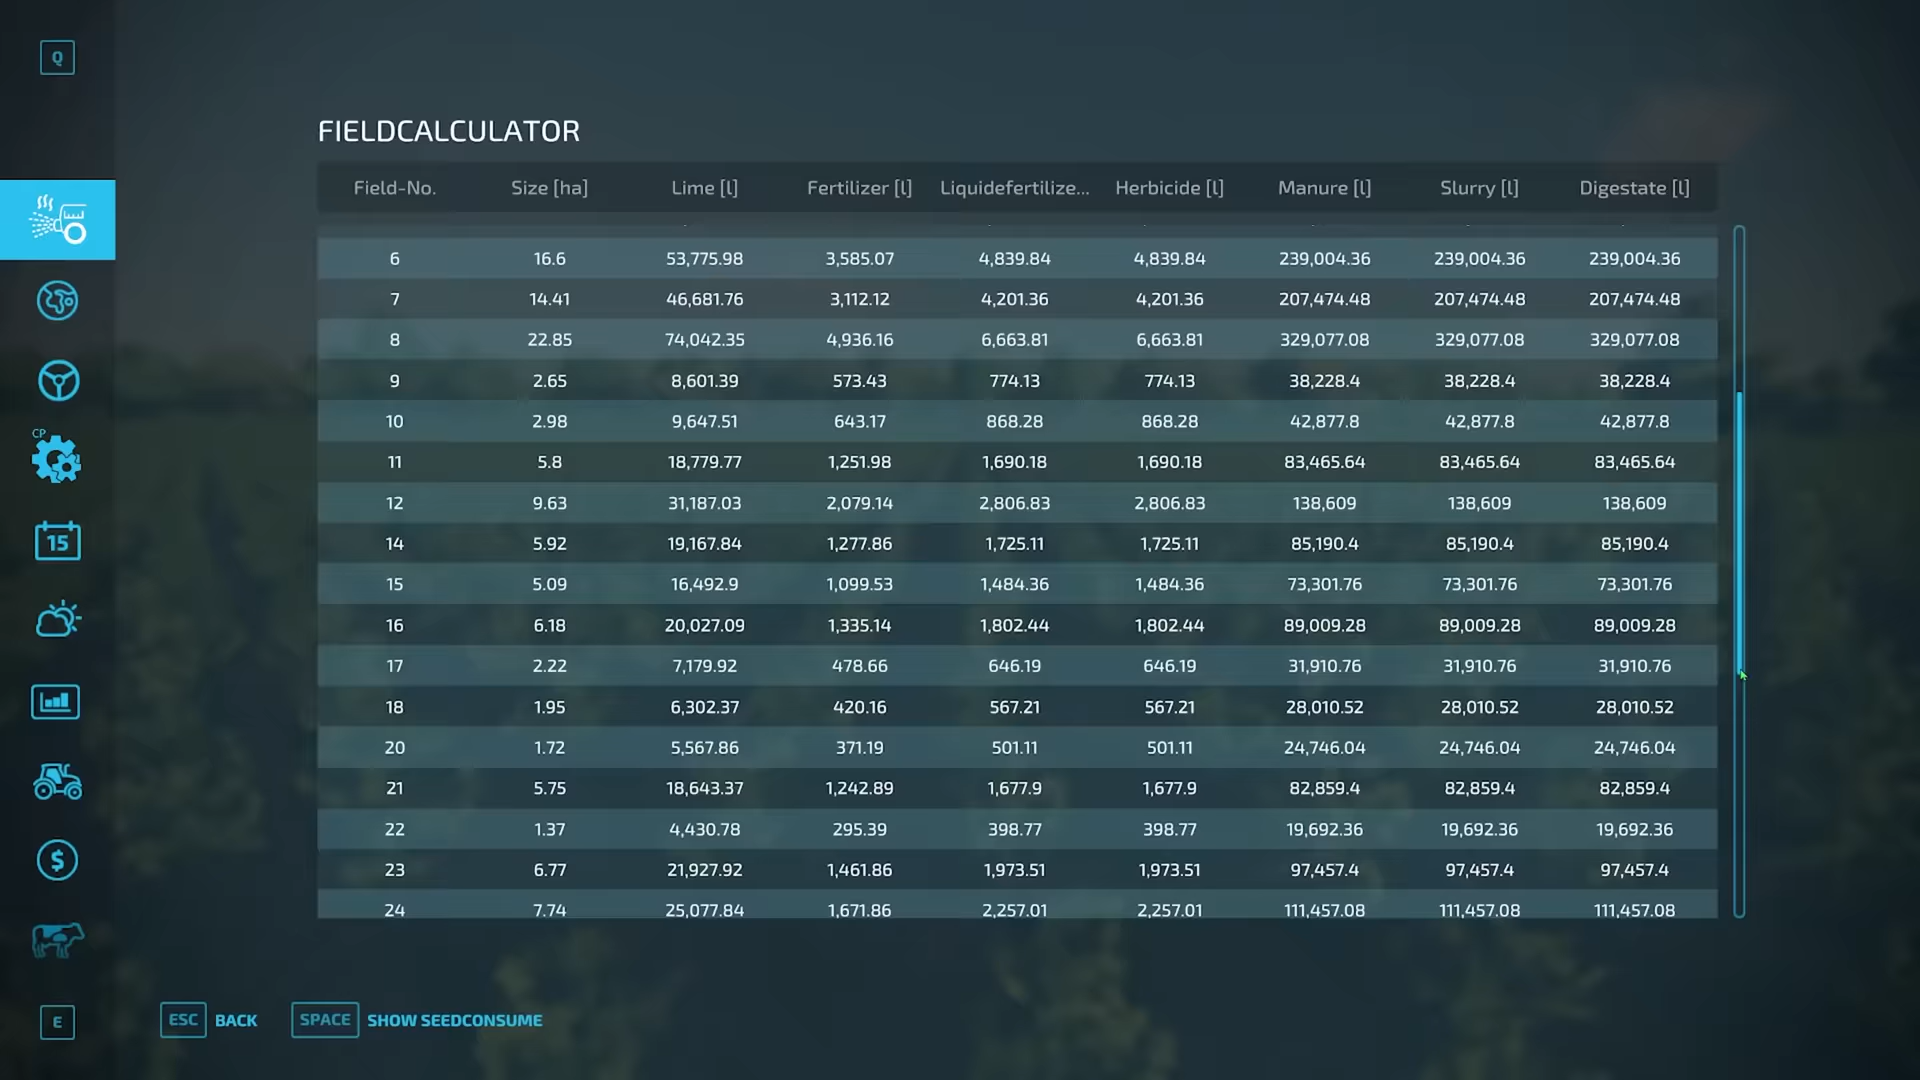 Q
FIELDCALCULATOR
Field-No. Size [ha] Lime [l] Fertilizer [l] Liquidefertilize... Herbicide [l] Manure [l] Slurry [l] Digestate [l]
6 16.6 53,775.98 3,585.07 4,839.84 4,839.84 239,004.36 239,004.36 239,004.36
7 14.41 46,681.76 3,112.12 4,201.36 4,201.36 207,474.48 207,474.48 207,474.48
8 22.85 74,042.35 4,936.16 6,663.81 6,663.81 329,077.08 329,077.08 329,077.08
9 2.65 8,601.39 573.43 774.13 774.13 38,228.4 38,228.4 38,228.4
10 2.98 9,647.51 643.17 868.28 868.28 42,877.8 42,877.8 42,877.8
11 5.8 18,779.77 1,251.98 1,690.18 1,690.18 83,465.64 83,465.64 83,465.64
12 9.63 31,187.03 2,079.14 2,806.83 2,806.83 138,609 138,609 138,609
14 5.92 19,167.84 1,277.86 1,725.11 1,725.11 85,190.4 85,190.4 85,190.4
15 5.09 16,492.9 1,099.53 1,484.36 1,484.36 73,301.76 73,301.76 73,301.76
16 6.18 20,027.09 1,335.14 1,802.44 1,802.44 89,009.28 89,009.28 89,009.28
17 2.22 7,179.92 478.66 646.19 646.19 31,910.76 31,910.76 31,910.76
18 1.95 6,302.37 420.16 567.21 567.21 28,010.52 28,010.52 28,010.52
20 1.72 5,567.86 371.19 501.11 501.11 24,746.04 24,746.04 24,746.04
21 5.75 18,643.37 1,242.89 1,677.9 1,677.9 82,859.4 82,859.4 82,859.4
22 1.37 4,430.78 295.39 398.77 398.77 19,692.36 19,692.36 19,692.36
23 6.77 21,927.92 1,461.86 1,973.51 1,973.51 97,457.4 97,457.4 97,457.4
24 7.74 25,077.84 1,671.86 2,257.01 2,257.01 111,457.08 111,457.08 111,457.08
CP
15
$
E
ESC BACK SPACE SHOW SEEDCONSUME